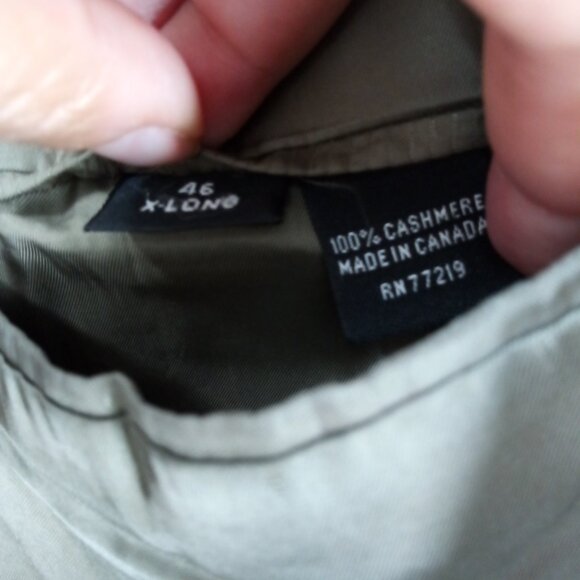 46
X-LONG
100% CASHMERE
MADE IN CANADA
RN77219